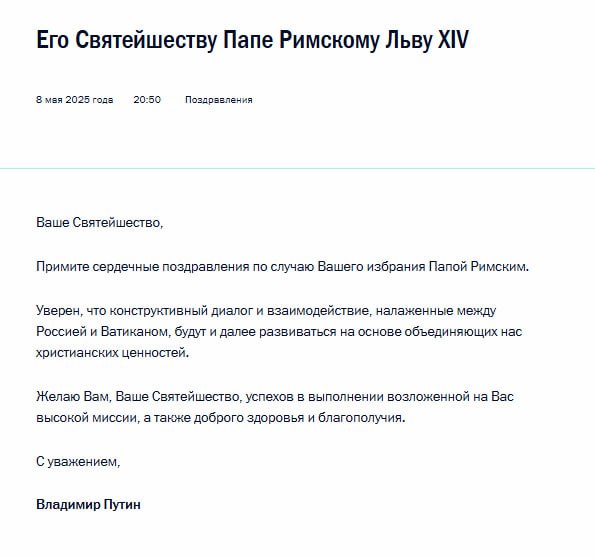 Его Святейшеству Папе Римскому Льву XIV
8 мая 2025 года 20:50 Поздравления
Ваше Святейшество,
Примите сердечные поздравления по случаю Вашего избрания Папой Римским.
Уверен, что конструктивный диалог и взаимодействие, налаженные между
Россией и Ватиканом, будут и далее развиваться на основе объединяющих нас
христианских ценностей.
Желаю Вам, Ваше Святейшество, успехов в выполнении возложенной на Вас
высокой миссии, а также доброго здоровья и благополучия.
С уважением,
Владимир Путин